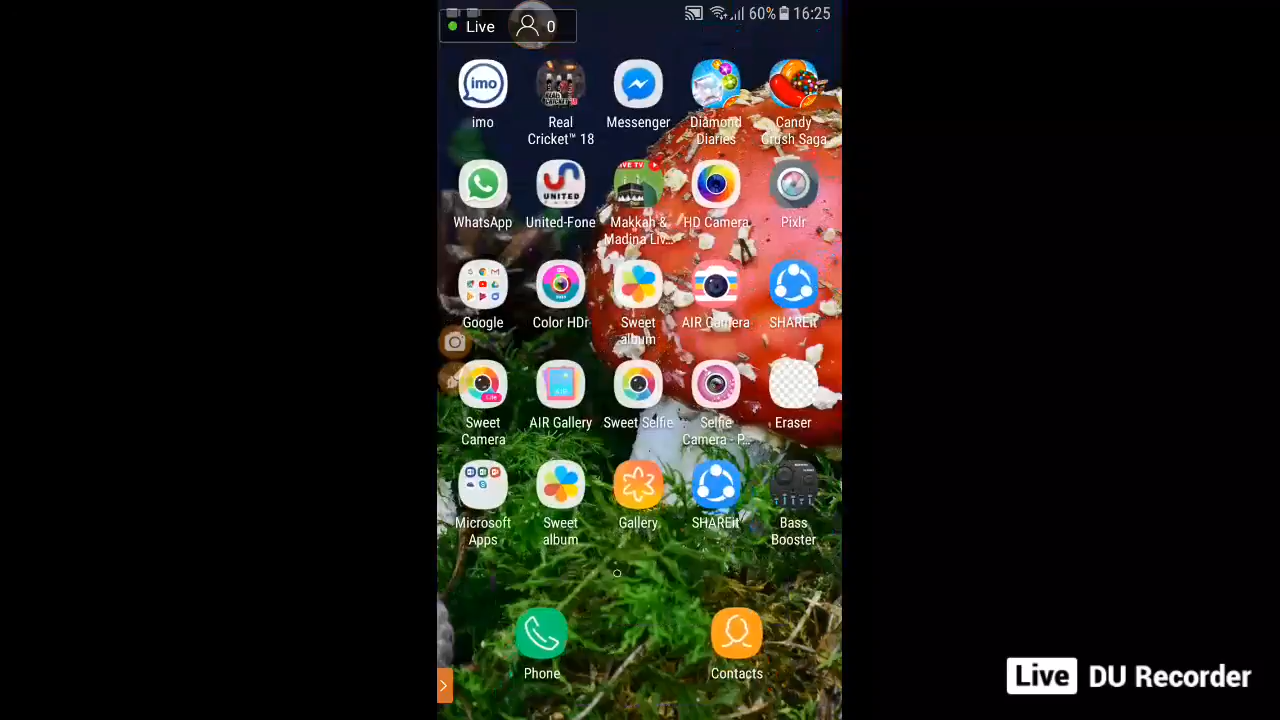 Live 0
60% 16:25
imo
Real
Cricket™ 18
Messenger
Diamond
Diaries
Candy
Crush Saga
WhatsApp
United-Fone
Makkah &
Madina Liv...
HD Camera
Pixlr
Google
Color HDr
Sweet
album
AIR Camera
SHAREit
Sweet
Camera
AIR Gallery
Sweet Selfie
Selfie
Camera - P...
Eraser
Microsoft
Apps
Sweet
album
Gallery
SHAREit
Bass
Booster
Phone
Contacts
Live DU Recorder
imo
UNITED